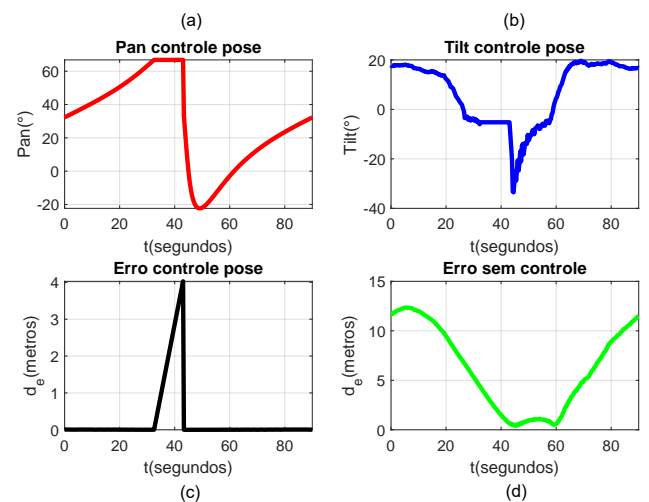 (a)
(b)
Pan controle pose
Tilt controle pose
Pan(°)
60
40
20
0
-20
0
20
40
60
80
t(segundos)
Tilt(°)
20
0
-20
-40
0
20
40
60
80
t(segundos)
Erro controle pose
Erro sem controle
d_e(metros)
4
3
2
1
0
0
20
40
60
80
t(segundos)
d_e(metros)
15
10
5
0
0
20
40
60
80
t(segundos)
(c)
(d)